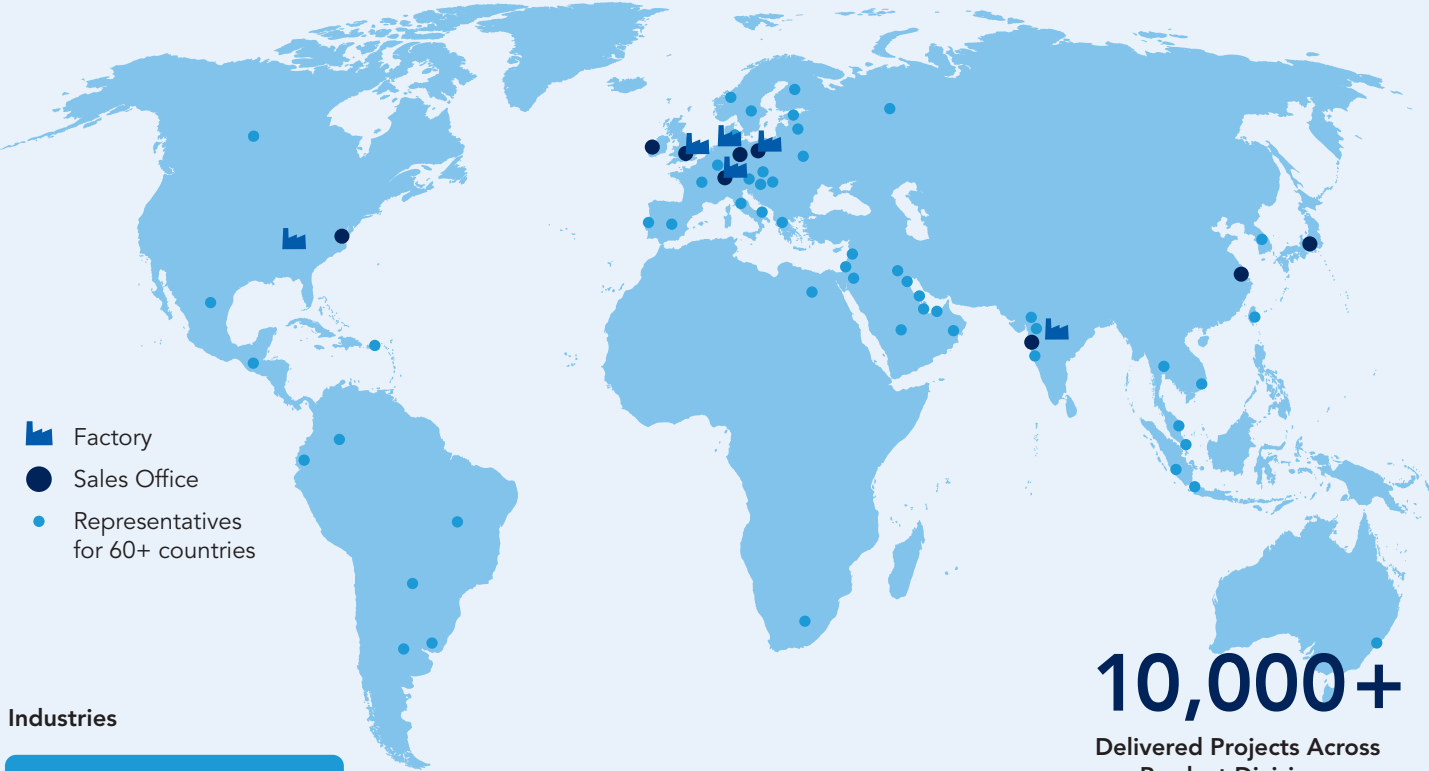 Factory
Sales Office
Representatives
for 60+ countries
Industries
10,000+
Delivered Projects Across